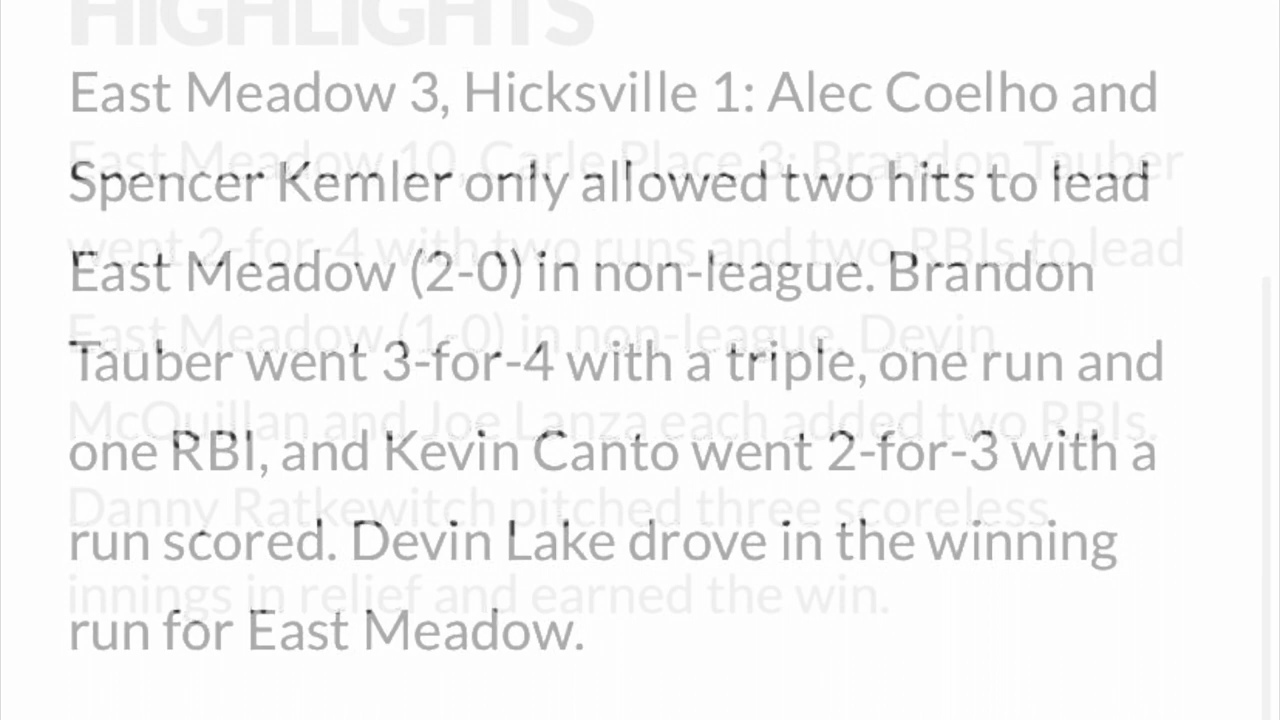 HIGHLIGHTS
East Meadow 3, Hicksville 1: Alec Coelho and
Spencer Kemler only allowed two hits to lead
East Meadow (2-0) in non-league. Brandon
Tauber went 3-for-4 with a triple, one run and
one RBI, and Kevin Canto went 2-for-3 with a
run scored. Devin Lake drove in the winning
run for East Meadow.
East Meadow 10, Carle Place 3: Brandon Tauber
went 2-for-4 with two runs and two RBIs to lead
East Meadow (1-0) in non-league. Devin
McQuillan and Joe Lanza each added two RBIs.
Danny Ratkewitch pitched three scoreless
innings in relief and earned the win.